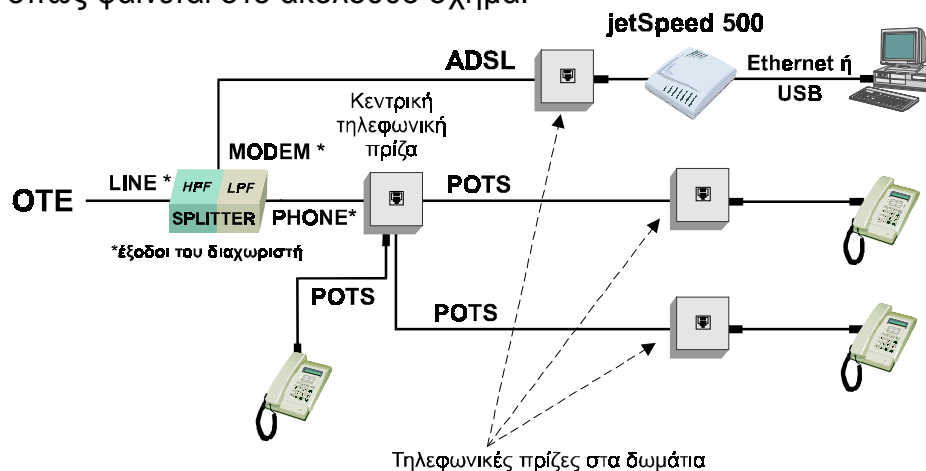 όπως φαίνεται στο ακόλουθο σχήμα:
jetSpeed 500
ADSL
Ethernet ή
USB
Κεντρική
τηλεφωνική
πρίζα
MODEM *
LINE *
HPF LPF
POTS
OTE
SPLITTER
PHONE*
*έξοδοι του διαχωριστή
POTS
POTS
Τηλεφωνικές πρίζες στα δωμάτια